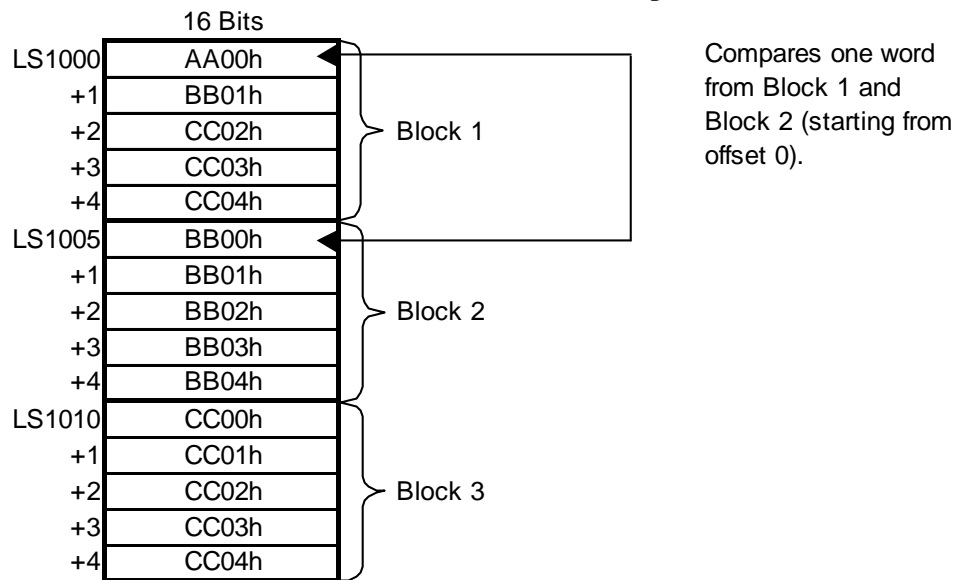 16 Bits
LS1000 AA00h
+1 BB01h
+2 CC02h Block 1
+3 CC03h
+4 CC04h
LS1005 BB00h
+1 BB01h
+2 BB02h Block 2
+3 BB03h
+4 BB04h
LS1010 CC00h
+1 CC01h
+2 CC02h Block 3
+3 CC03h
+4 CC04h
Compares one word
from Block 1 and
Block 2 (starting from
offset 0).